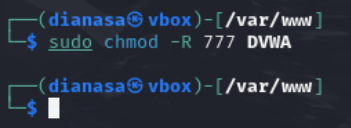 ┌──(dianasa㉿vbox)-[/var/www]
└─$ sudo chmod -R 777 DVWA
┌──(dianasa㉿vbox)-[/var/www]
└─$